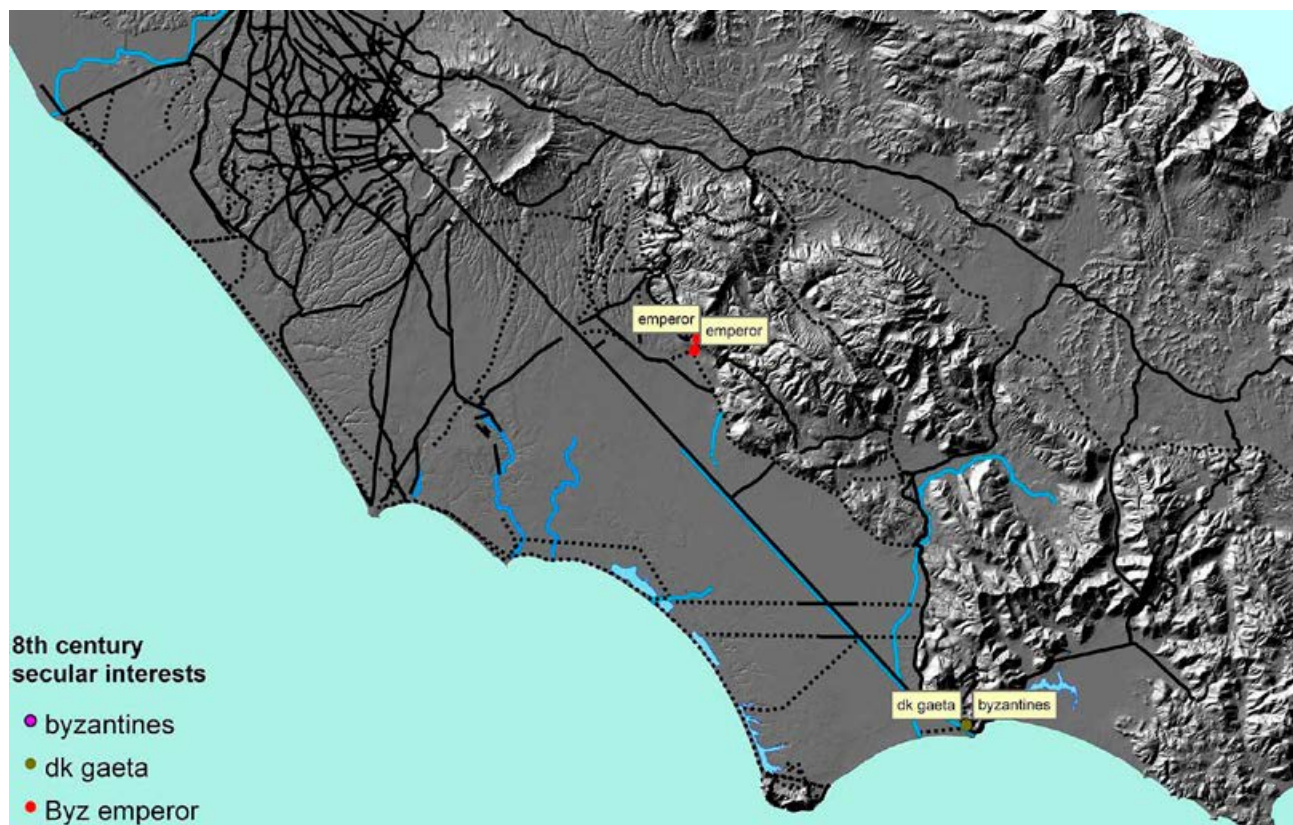 emperor
emperor
dk gaeta
byzantines
8th century
secular interests
byzantines
dk gaeta
Byz emperor